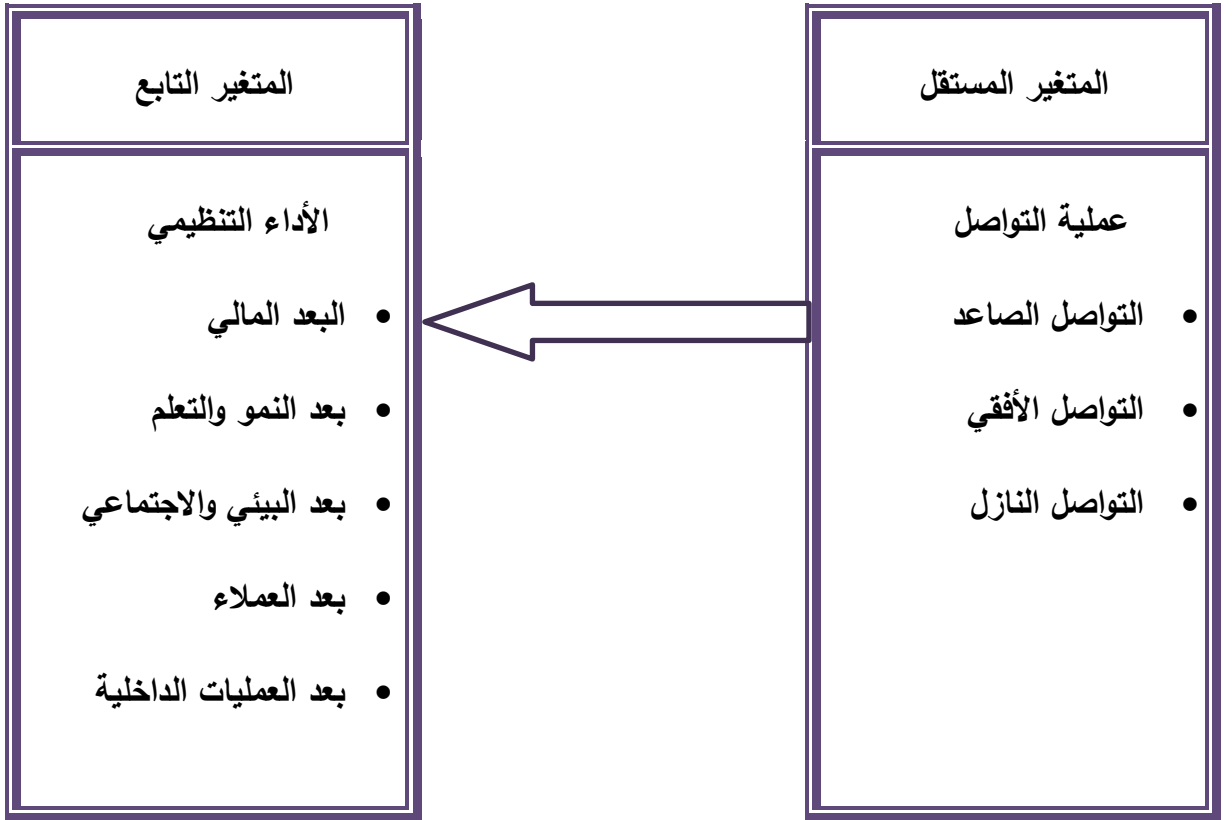 المتغير المستقل
عملية التواصل
• التواصل الصاعد
• التواصل الأفقي
• التواصل النازل
المتغير التابع
الأداء التنظيمي
• البعد المالي
• بعد النمو والتعلم
• بعد البيئي والاجتماعي
• بعد العملاء
• بعد العمليات الداخلية